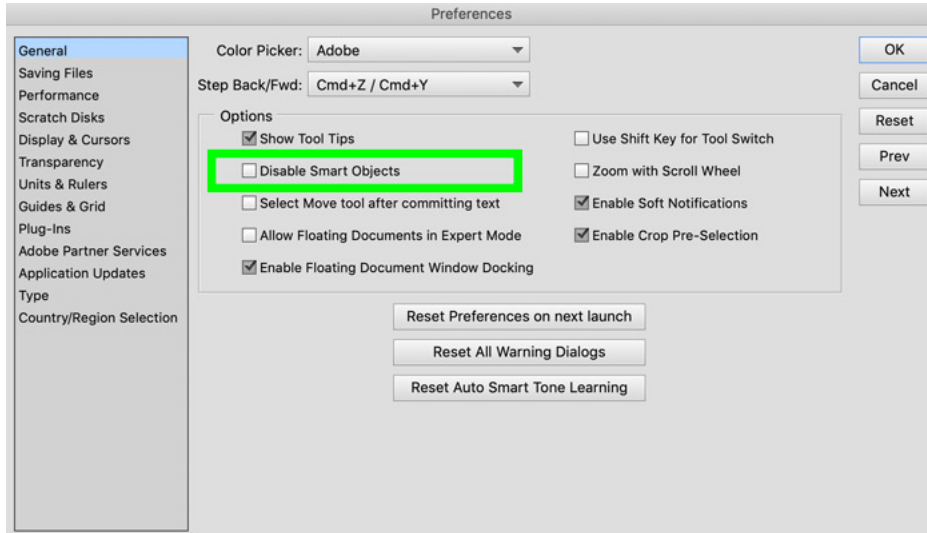 Preferences
General
Saving Files
Performance
Scratch Disks
Display & Cursors
Transparency
Units & Rulers
Guides & Grid
Plug-Ins
Adobe Partner Services
Application Updates
Type
Country/Region Selection
Color Picker: Adobe
Step Back/Fwd: Cmd+Z / Cmd+Y
Options
Show Tool Tips
Disable Smart Objects
Select Move tool after committing text
Allow Floating Documents in Expert Mode
Enable Floating Document Window Docking
Use Shift Key for Tool Switch
Zoom with Scroll Wheel
Enable Soft Notifications
Enable Crop Pre-Selection
Reset Preferences on next launch
Reset All Warning Dialogs
Reset Auto Smart Tone Learning
OK
Cancel
Reset
Prev
Next